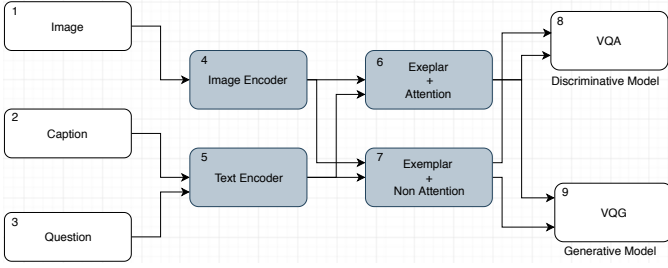 1
Image
2
Caption
3
Question
4
Image Encoder
5
Text Encoder
6
Exeplar
+
Attention
7
Exemplar
+
Non Attention
8
VQA
Discriminative Model
9
VQG
Generative Model